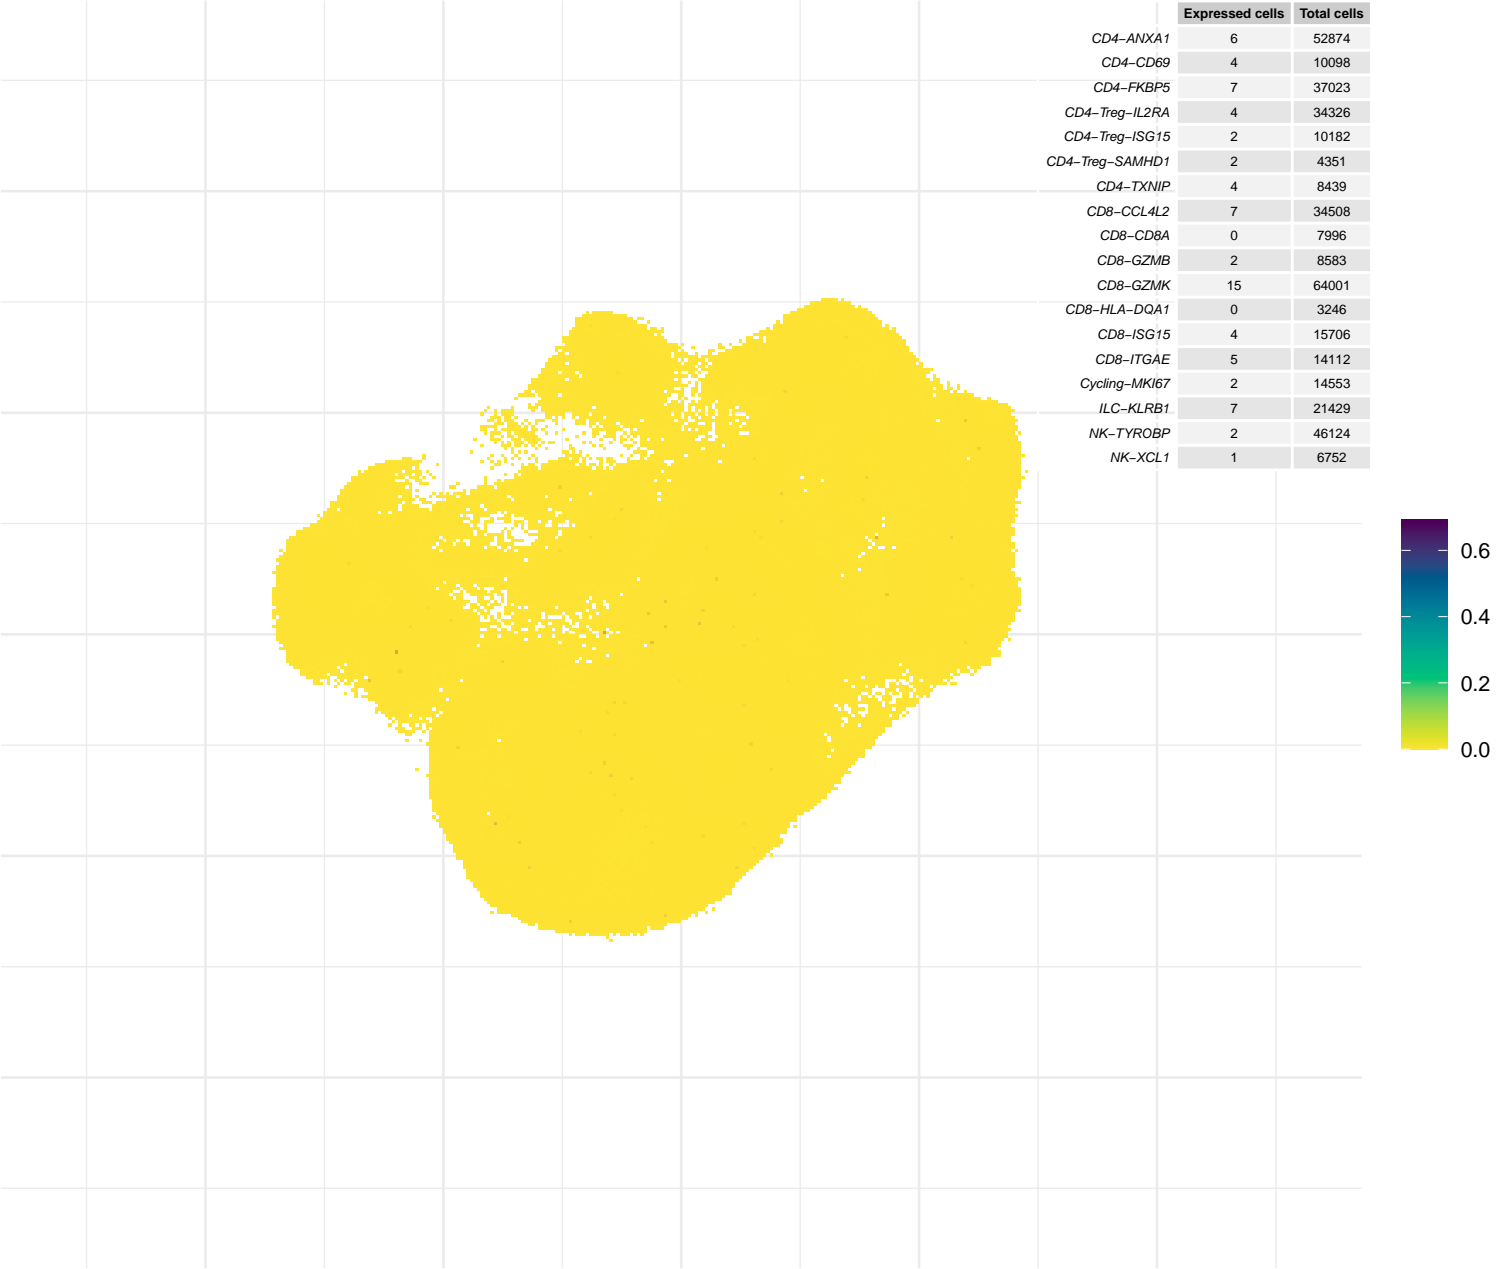 Expressed cells Total cells
CD4−ANXA1 6 52874
CD4−CD69 4 10098
CD4−FKBP5 7 37023
CD4−Treg−IL2RA 4 34326
CD4−Treg−ISG15 2 10182
CD4−Treg−SAMHD1 2 4351
CD4−TXNIP 4 8439
CD8−CCL4L2 7 34508
CD8−CD8A 0 7996
CD8−GZMB 2 8583
CD8−GZMK 15 64001
CD8−HLA−DQA1 0 3246
CD8−ISG15 4 15706
CD8−ITGAE 5 14112
Cycling−MKI67 2 14553
ILC−KLRB1 7 21429
NK−TYROBP 2 46124
NK−XCL1 1 6752
0.6
0.4
0.2
0.0